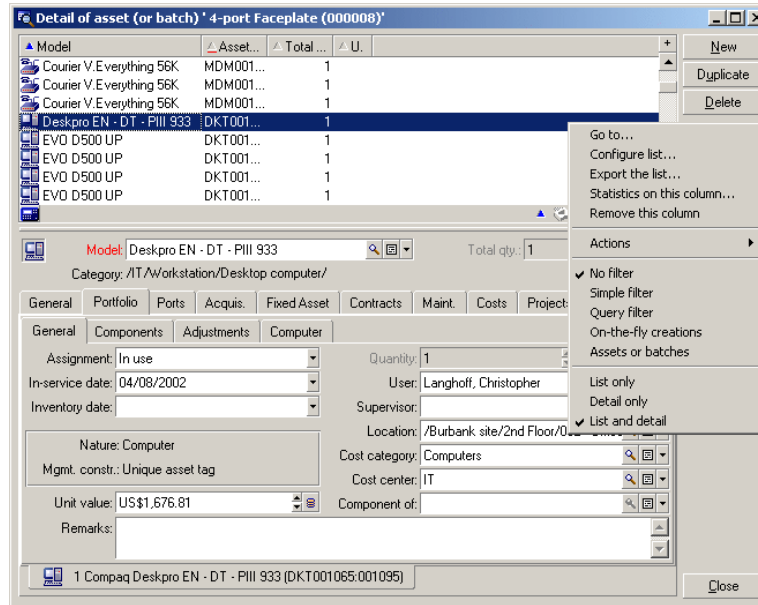 Detail of asset (or batch) ' 4-port Faceplate (000008)'
Model Asset... Total ... U. +
Courier V.Everything 56K MDM001... 1
Courier V.Everything 56K MDM001... 1
Courier V.Everything 56K MDM001... 1
Deskpro EN - DT - PIII 933 DKT001... 1
EVO D500 UP DKT001... 1
EVO D500 UP DKT001... 1
EVO D500 UP DKT001... 1
EVO D500 UP DKT001... 1
New
Duplicate
Delete
Go to...
Configure list...
Export the list...
Statistics on this column...
Remove this column
Actions
No filter
Simple filter
Query filter
On-the-fly creations
Assets or batches
List only
Detail only
List and detail
Model: Deskpro EN - DT - PIII 933 Total qty.: 1
Category: /IT/Workstation/Desktop computer/
General Portfolio Ports Acquis. Fixed Asset Contracts Maint. Costs Project
General Components Adjustments Computer
Assignment: In use Quantity: 1
In-service date: 04/08/2002 User: Langhoff, Christopher
Inventory date: Supervisor:
Location: /Burbank site/2nd Floor/
Nature: Computer Cost category: Computers
Mgmt. constr.: Unique asset tag Cost center: IT
Unit value: US$1,676.81 Component of:
Remarks:
1 Compaq Deskpro EN - DT - PIII 933 (DKT001065:001095)
Close